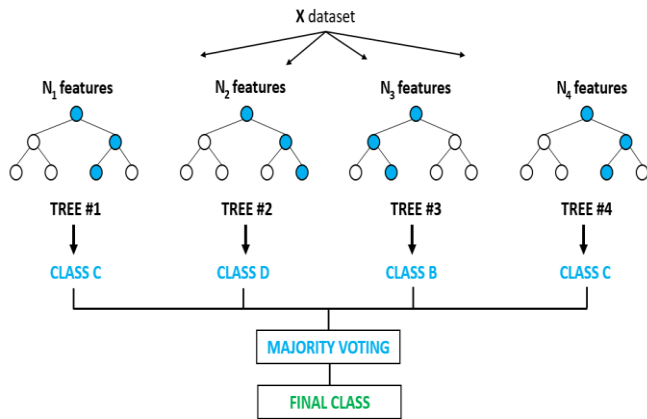 X dataset
N₁ features N₂ features N₃ features N₄ features
TREE #1 TREE #2 TREE #3 TREE #4
CLASS C CLASS D CLASS B CLASS C
MAJORITY VOTING
FINAL CLASS